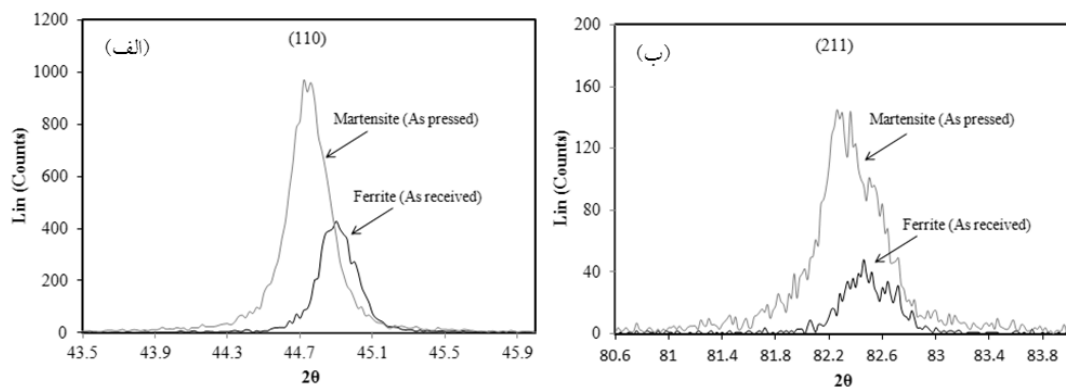 (الف)
(110)
Martensite (As pressed)
Ferrite (As received)
Lin (Counts)
1200
1000
800
600
400
200
0
43.5 43.9 44.3 44.7 45.1 45.5 45.9
2θ
(ب)
(211)
Martensite (As pressed)
Ferrite (As received)
Lin (Counts)
200
160
120
80
40
0
80.6 81 81.4 81.8 82.2 82.6 83 83.4 83.8
2θ